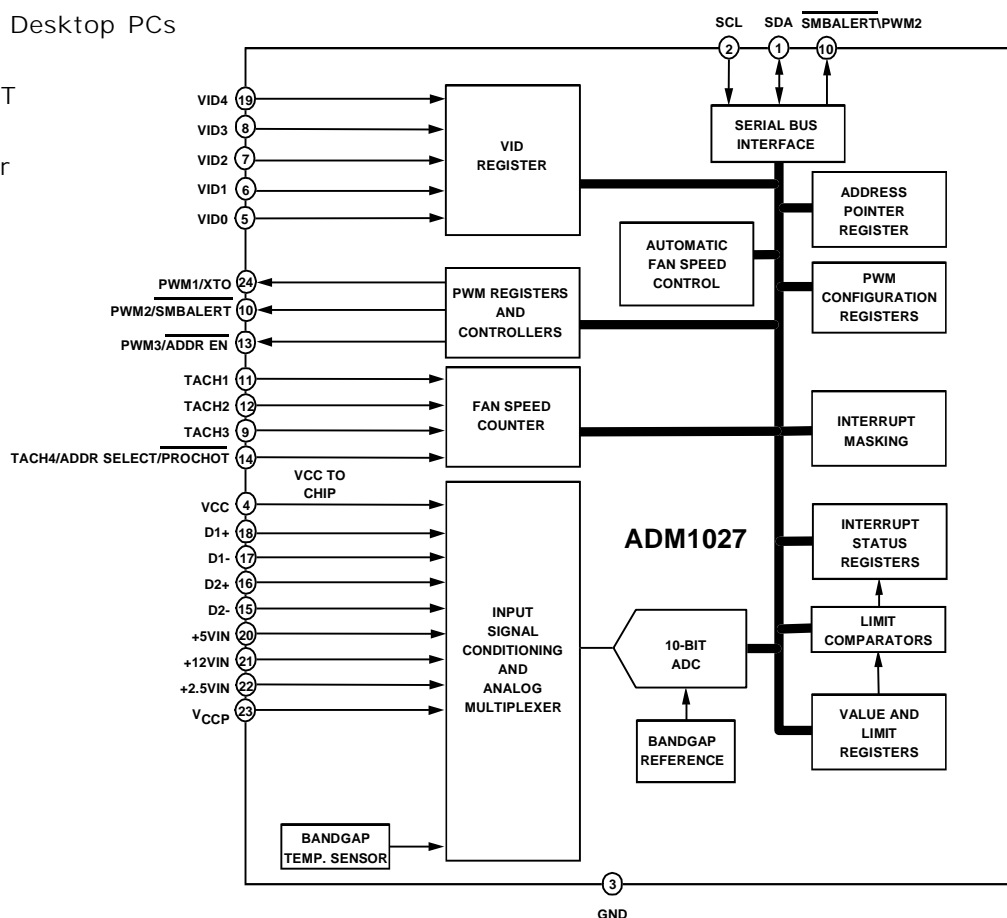 Desktop PCs
T
r
SCL SDA SMBALERT\PWM2
2 1 10
SERIAL BUS
INTERFACE
VID4 19
VID3 8
VID2 7
VID1 6
VID0 5
VID
REGISTER
ADDRESS
POINTER
REGISTER
AUTOMATIC
FAN SPEED
CONTROL
PWM
CONFIGURATION
REGISTERS
PWM1/XTO 24
PWM2/SMBALERT 10
PWM3/ADDR EN 13
PWM REGISTERS
AND
CONTROLLERS
TACH1 11
TACH2 12
TACH3 9
TACH4/ADDR SELECT/PROCHOT 14
FAN SPEED
COUNTER
INTERRUPT
MASKING
VCC TO
CHIP
VCC 4
D1+ 18
D1- 17
D2+ 16
D2- 15
+5VIN 20
+12VIN 21
+2.5VIN 22
VCCP 23
INPUT
SIGNAL
CONDITIONING
AND
ANALOG
MULTIPLEXER
ADM1027
INTERRUPT
STATUS
REGISTERS
10-BIT
ADC
LIMIT
COMPARATORS
BANDGAP
REFERENCE
VALUE AND
LIMIT
REGISTERS
BANDGAP
TEMP. SENSOR
3
GND